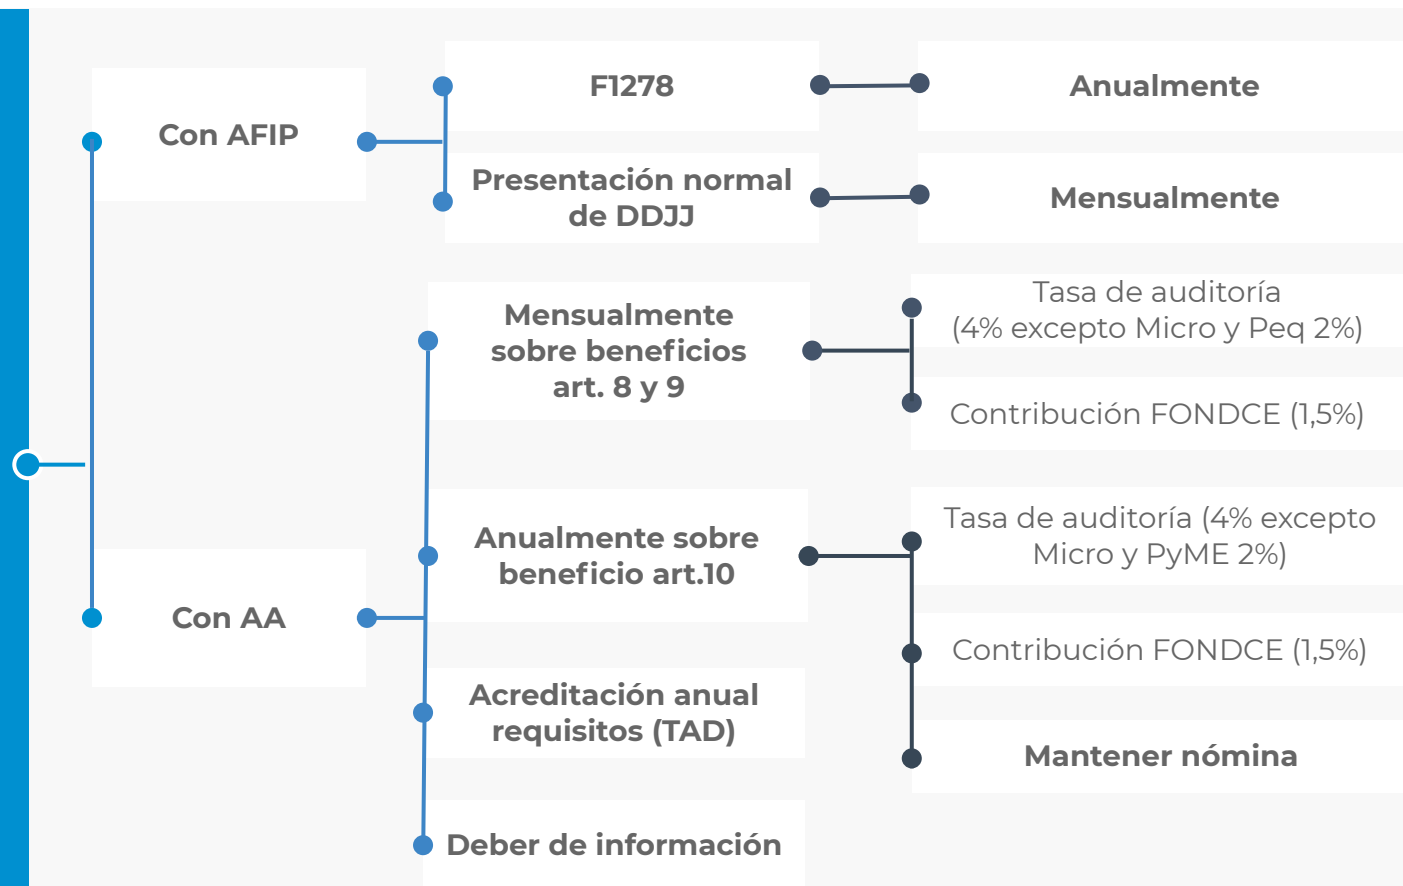 Con AFIP
F1278
Anualmente
Presentación normal
de DDJJ
Mensualmente
Con AA
Mensualmente
sobre beneficios
art. 8 y 9
Tasa de auditoría
(4% excepto Micro y Peq 2%)
Contribución FONDCE (1,5%)
Anualmente sobre
beneficio art.10
Tasa de auditoría (4% excepto
Micro y PyME 2%)
Contribución FONDCE (1,5%)
Mantener nómina
Acreditación anual
requisitos (TAD)
Deber de información